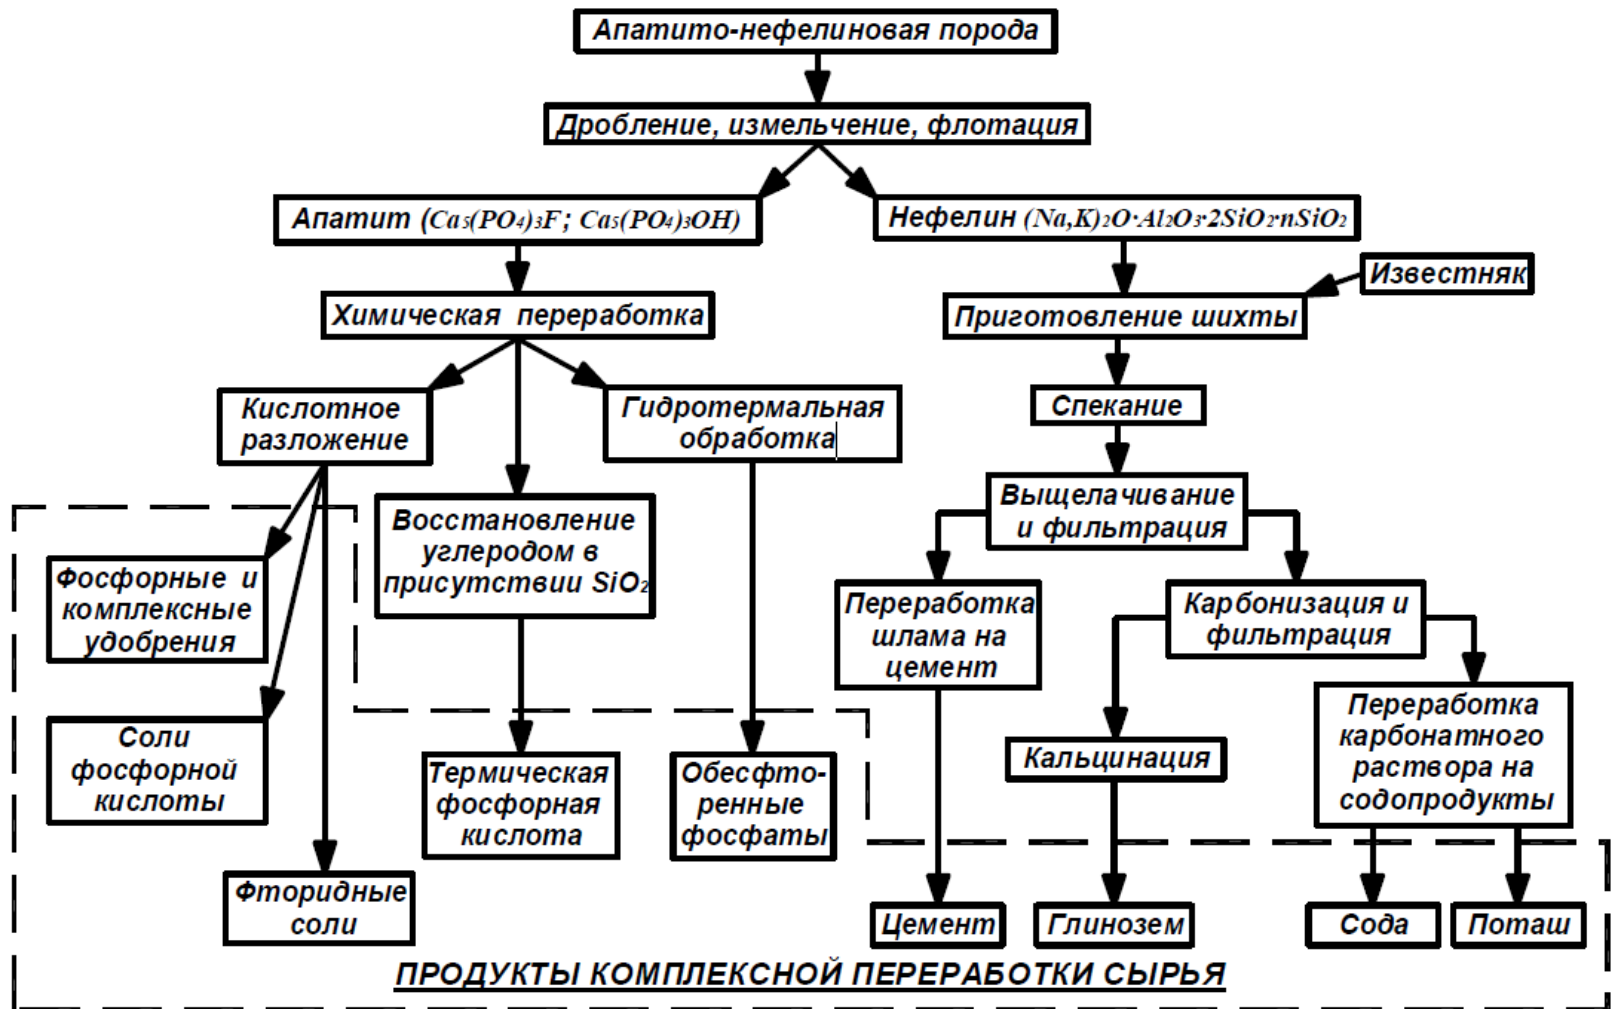 Апатито-нефелиновая порода
Дробление, измельчение, флотация
Апатит (Ca₅(PO₄)₃F; Ca₅(PO₄)₃OH)
Нефелин (Na,K)₂O·Al₂O₃·2SiO₂·nSiO₂
Известняк
Химическая переработка
Приготовление шихты
Кислотное
разложение
Гидротермальная
обработка
Спекание
Восстановление
углеродом в
присутствии SiO₂
Выщелачивание
и фильтрация
Фосфорные и
комплексные
удобрения
Переработка
шлама на
цемент
Карбонизация и
фильтрация
Соли
фосфорной
кислоты
Термическая
фосфорная
кислота
Обесфто-
ренные
фосфаты
Кальцинация
Переработка
карбонатного
раствора на
содопродукты
Фторидные
соли
Цемент
Глинозем
Сода
Поташ
ПРОДУКТЫ КОМПЛЕКСНОЙ ПЕРЕРАБОТКИ СЫРЬЯ